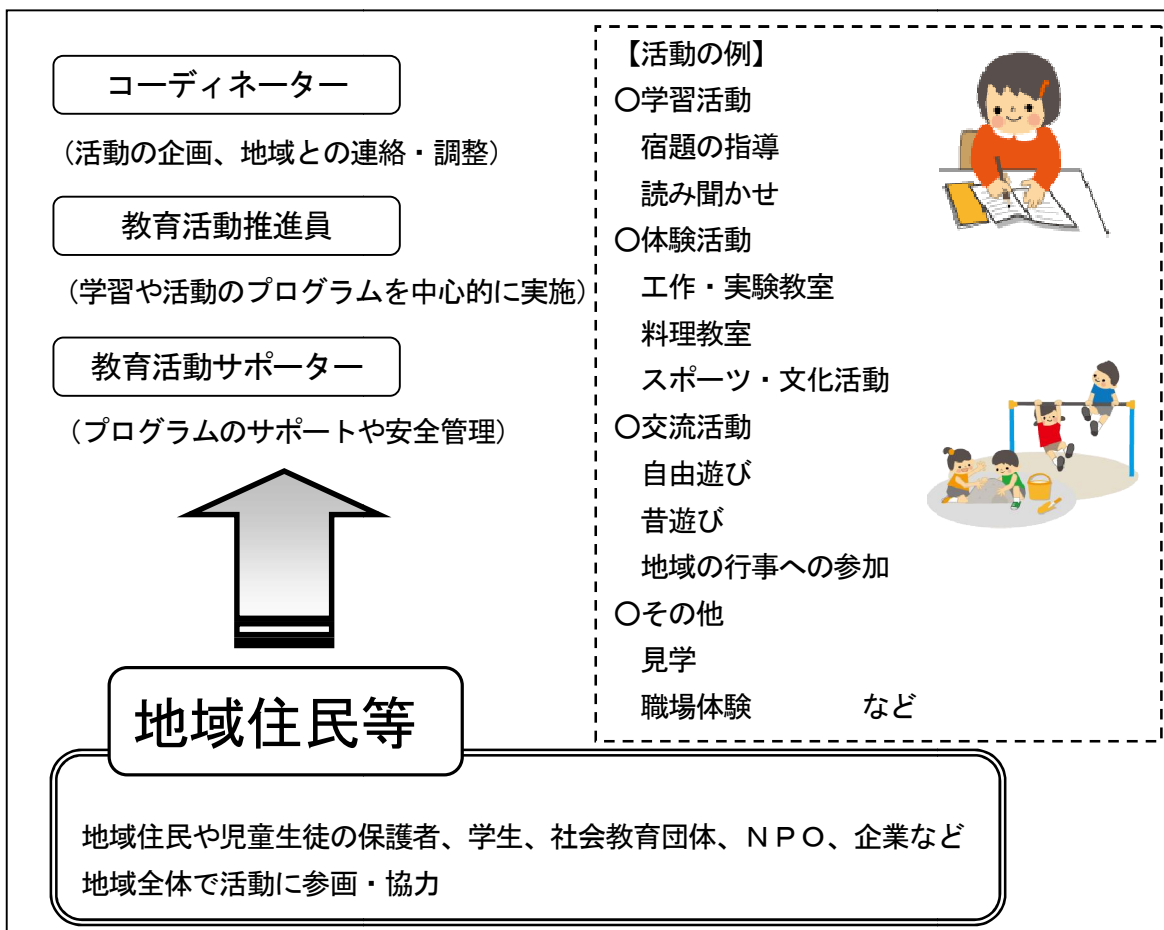 コーディネーター
（活動の企画、地域との連絡・調整）
教育活動推進員
（学習や活動のプログラムを中心的に実施）
教育活動サポーター
（プログラムのサポートや安全管理）
【活動の例】
○学習活動
宿題の指導
読み聞かせ
○体験活動
工作・実験教室
料理教室
スポーツ・文化活動
○交流活動
自由遊び
昔遊び
地域の行事への参加
○その他
見学
職場体験　　　　など
地域住民等
地域住民や児童生徒の保護者、学生、社会教育団体、ＮＰＯ、企業など
地域全体で活動に参画・協力